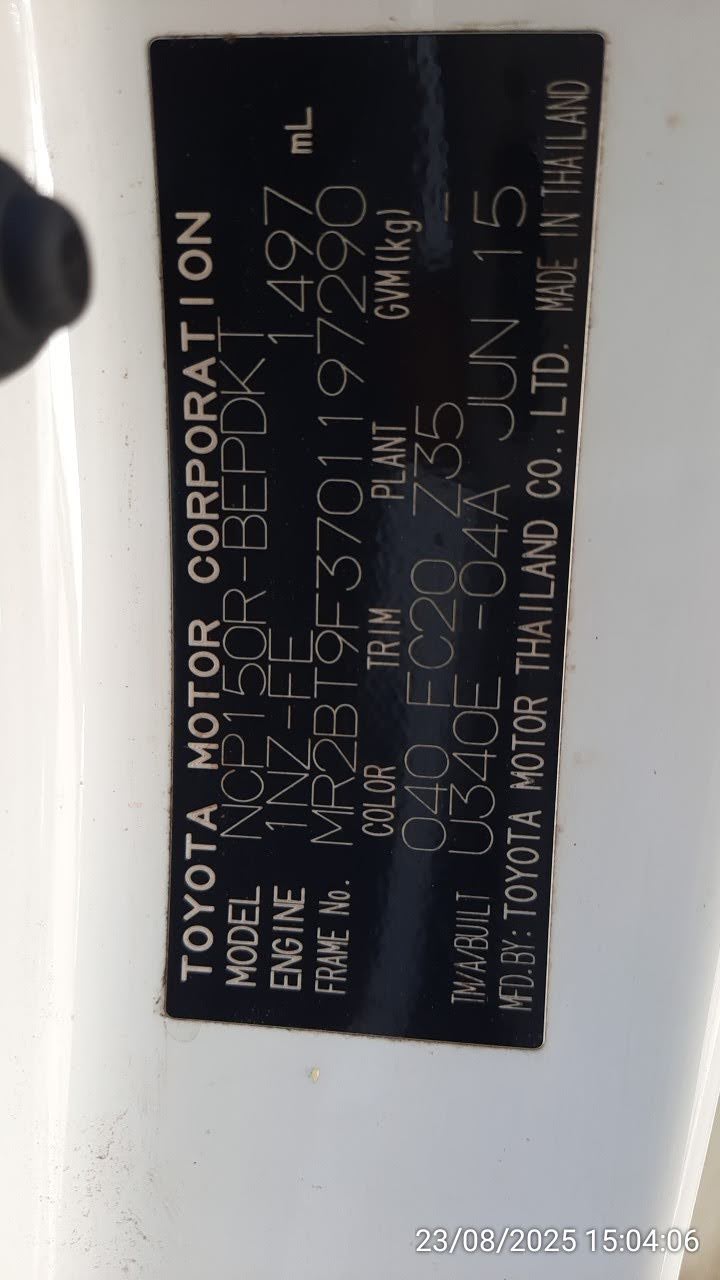 TOYOTA MOTOR CORPORATION
MODEL NCP150R-BEPDKT
ENGINE 1NZ-FE 1497 mL
FRAME No. MR2BT9F3701197290
COLOR TRIM PLANT GVM(kg)
040 FC20 Z35 -
TM/A/BUILT U340E -04A JUN 15
MFD.BY:TOYOTA MOTOR THAILAND CO.,LTD. MADE IN THAILAND
23/08/2025 15:04:06